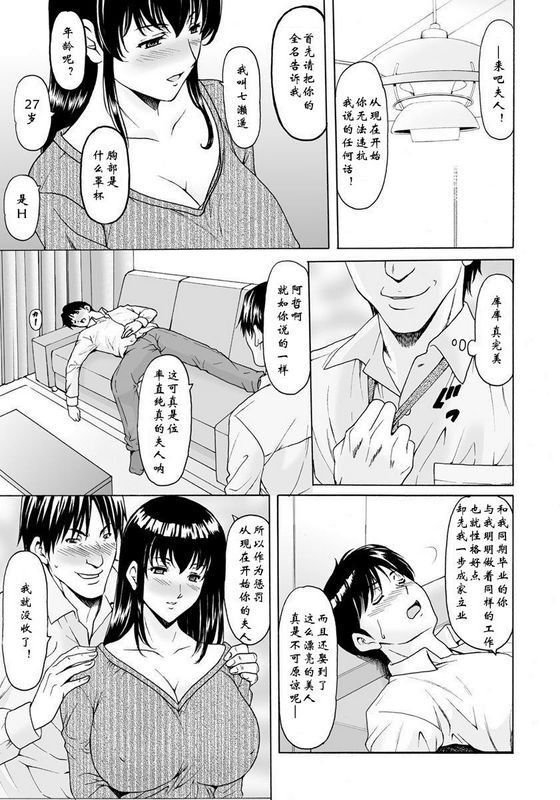 ——来吧夫人！
从现在开始
你无法违抗
我说的任何
话！
首先请把你的
全名告诉我
我叫七濑遥
年龄呢？
27
岁
胸部是
什么罩杯
是
H
库库真完美
阿哲啊
就如你说的一样
这可真是位
率直纯真的夫人呐
和我同期毕业的你
与我明明做着同样的工作
也就性格好点
却先我一步成家立业
而且还娶到了
这么漂亮的美人
真是不可原谅呢—
所以作为惩罚
从现在开始你的夫人
我就没收了！